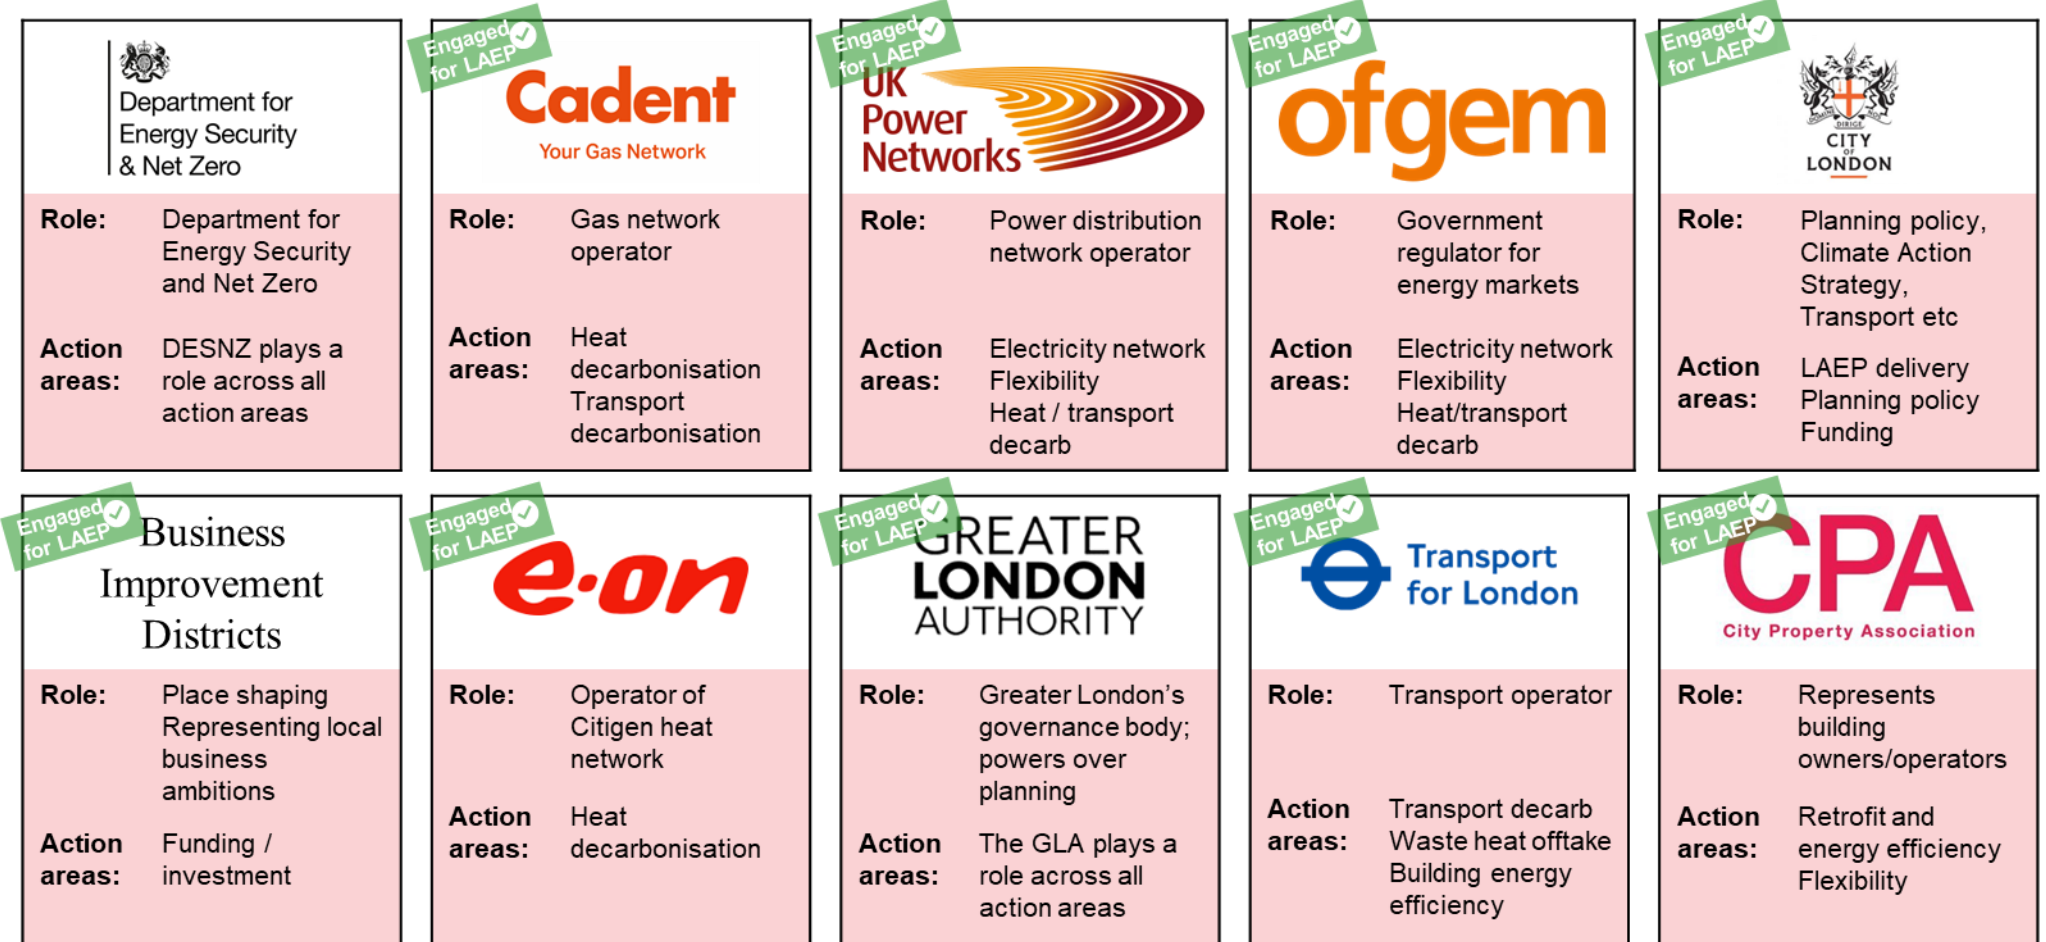 Department for
Energy Security
& Net Zero
Role:
Department for
Energy Security
and Net Zero
Action
areas:
DESNZ plays a
role across all
action areas
Engaged
for LAEP
Cadent
Your Gas Network
Role:
Gas network
operator
Action
areas:
Heat
decarbonisation
Transport
decarbonisation
Engaged
for LAEP
UK
Power
Networks
Role:
Power distribution
network operator
Action
areas:
Electricity network
Flexibility
Heat / transport
decarb
Engaged
for LAEP
ofgem
Role:
Government
regulator for
energy markets
Action
areas:
Electricity network
Flexibility
Heat/transport
decarb
Engaged
for LAEP
DOMINE DIRIGE NOS
CITY
OF
LONDON
Role:
Planning policy,
Climate Action
Strategy,
Transport etc
Action
areas:
LAEP delivery
Planning policy
Funding
Engaged
for LAEP
Business
Improvement
Districts
Role:
Place shaping
Representing local
business
ambitions
Action
areas:
Funding /
investment
Engaged
for LAEP
e·on
Role:
Operator of
Citigen heat
network
Action
areas:
Heat
decarbonisation
Engaged
for LAEP
GREATER
LONDON
AUTHORITY
Role:
Greater London’s
governance body;
powers over
planning
Action
areas:
The GLA plays a
role across all
action areas
Engaged
for LAEP
Transport
for London
Role:
Transport operator
Action
areas:
Transport decarb
Waste heat offtake
Building energy
efficiency
Engaged
for LAEP
CPA
City Property Association
Role:
Represents
building
owners/operators
Action
areas:
Retrofit and
energy efficiency
Flexibility